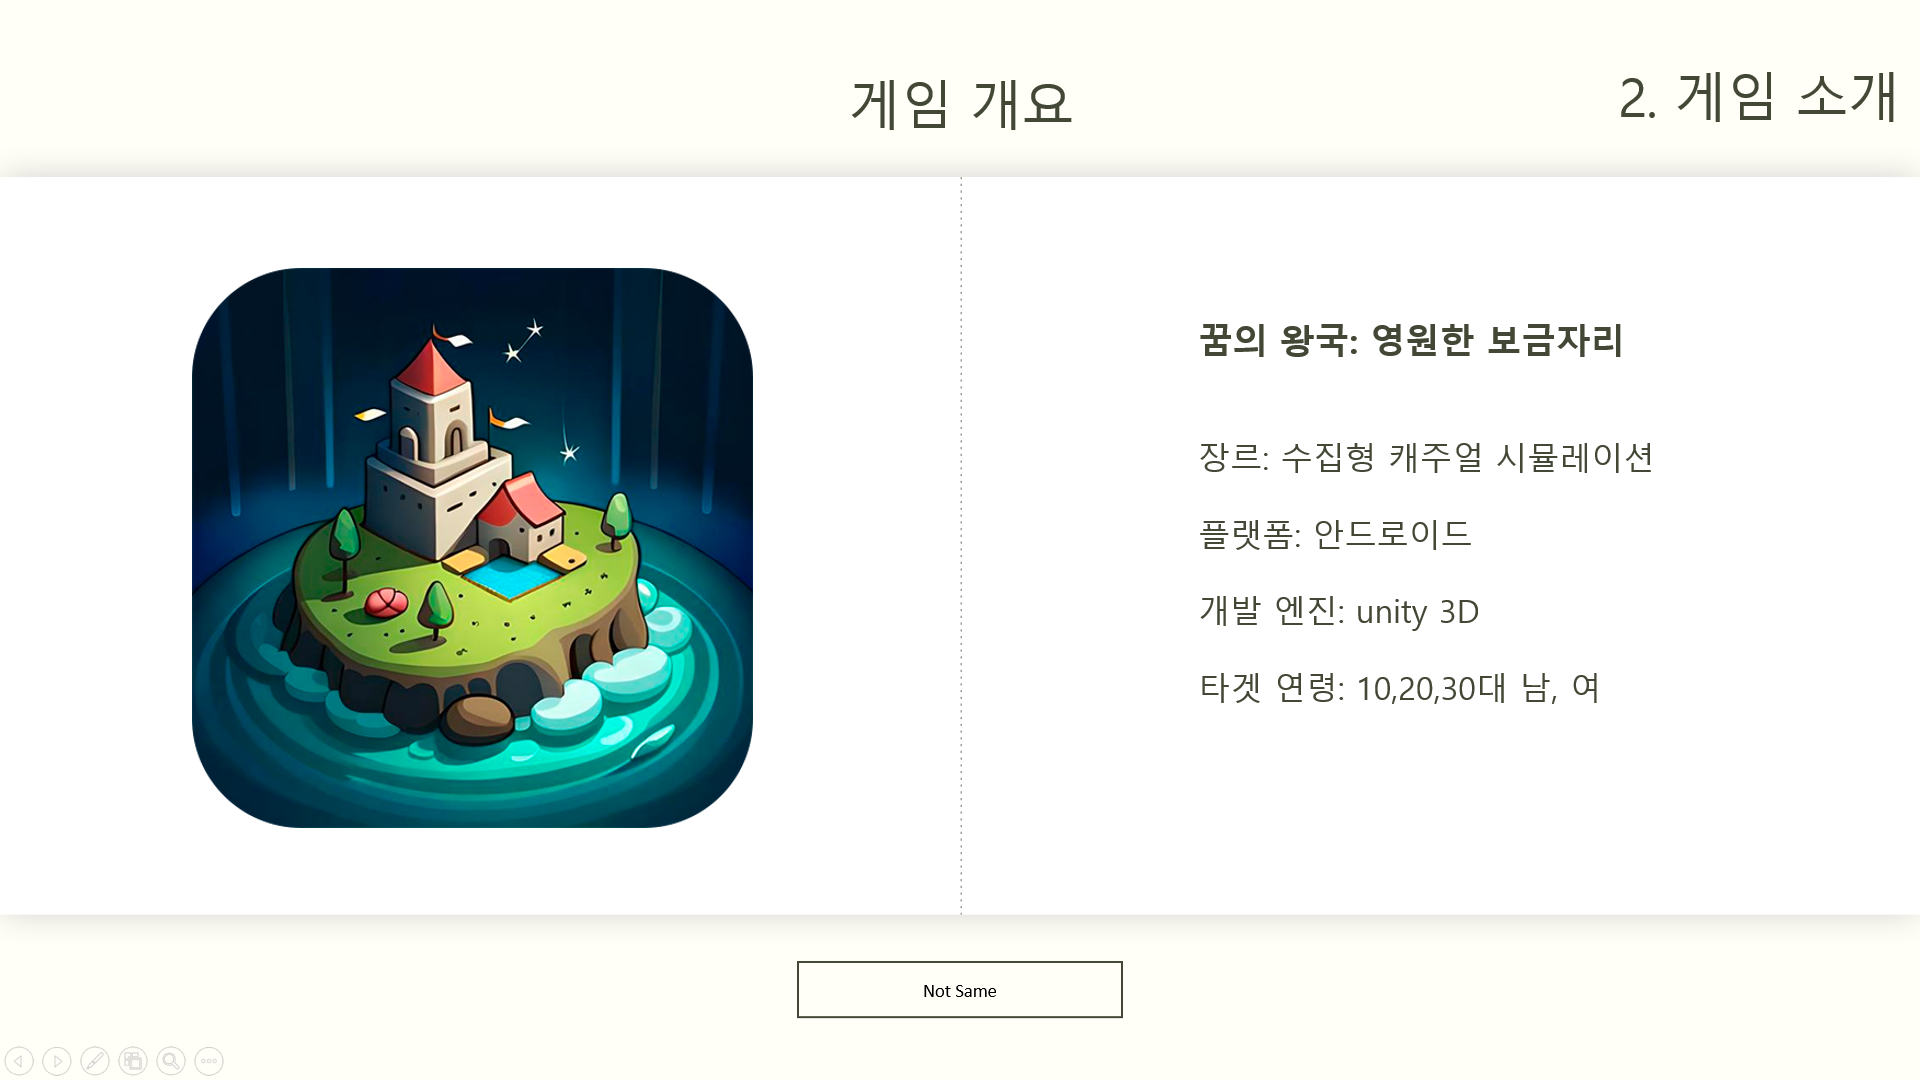 게임 개요
2. 게임 소개
꿈의 왕국: 영원한 보금자리
장르: 수집형 캐주얼 시뮬레이션
플랫폼: 안드로이드
개발 엔진: unity 3D
타겟 연령: 10,20,30대 남, 여
Not Same